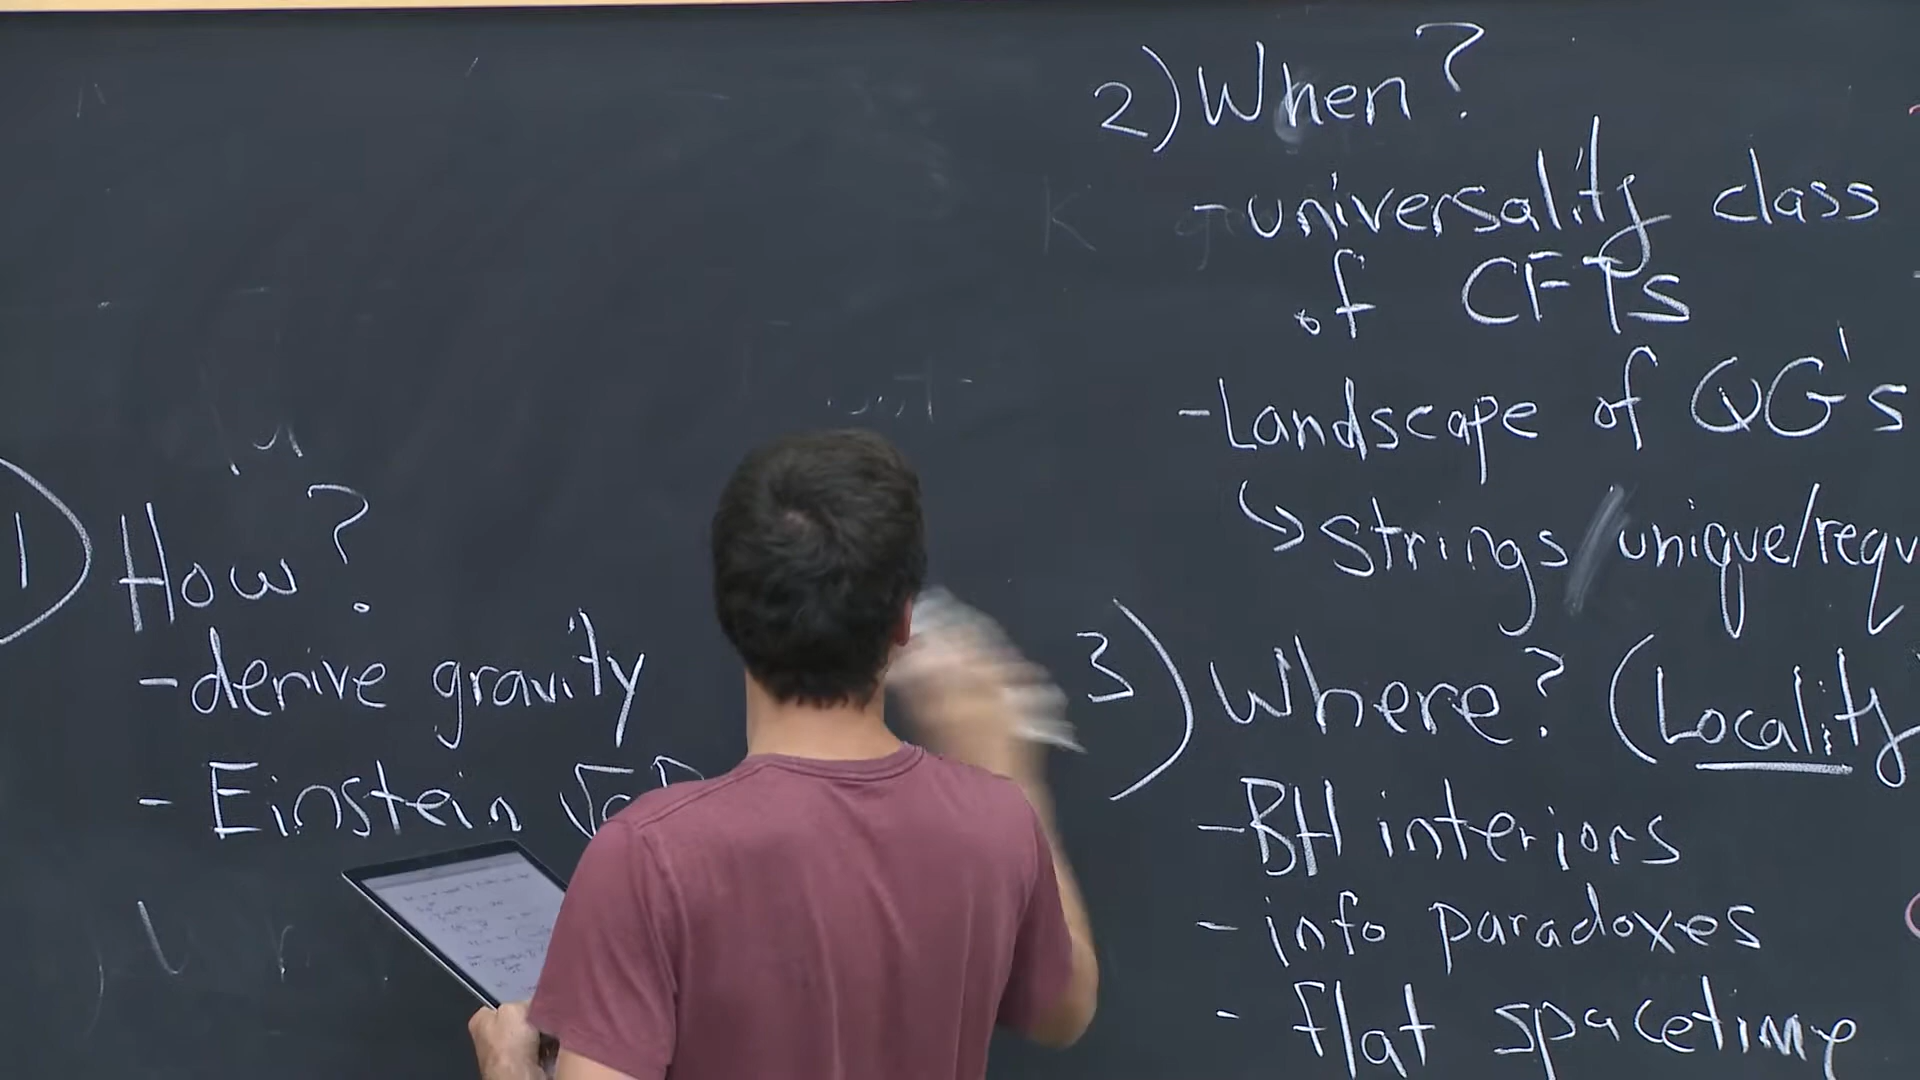 1) How?
- derive gravity
- Einstein
2) When?
- universality class
of CFTs
- Landscape of QG's
↳ strings / unique/requ
3) Where? (Locality
- BH interiors
- info paradoxes
- flat spacetime